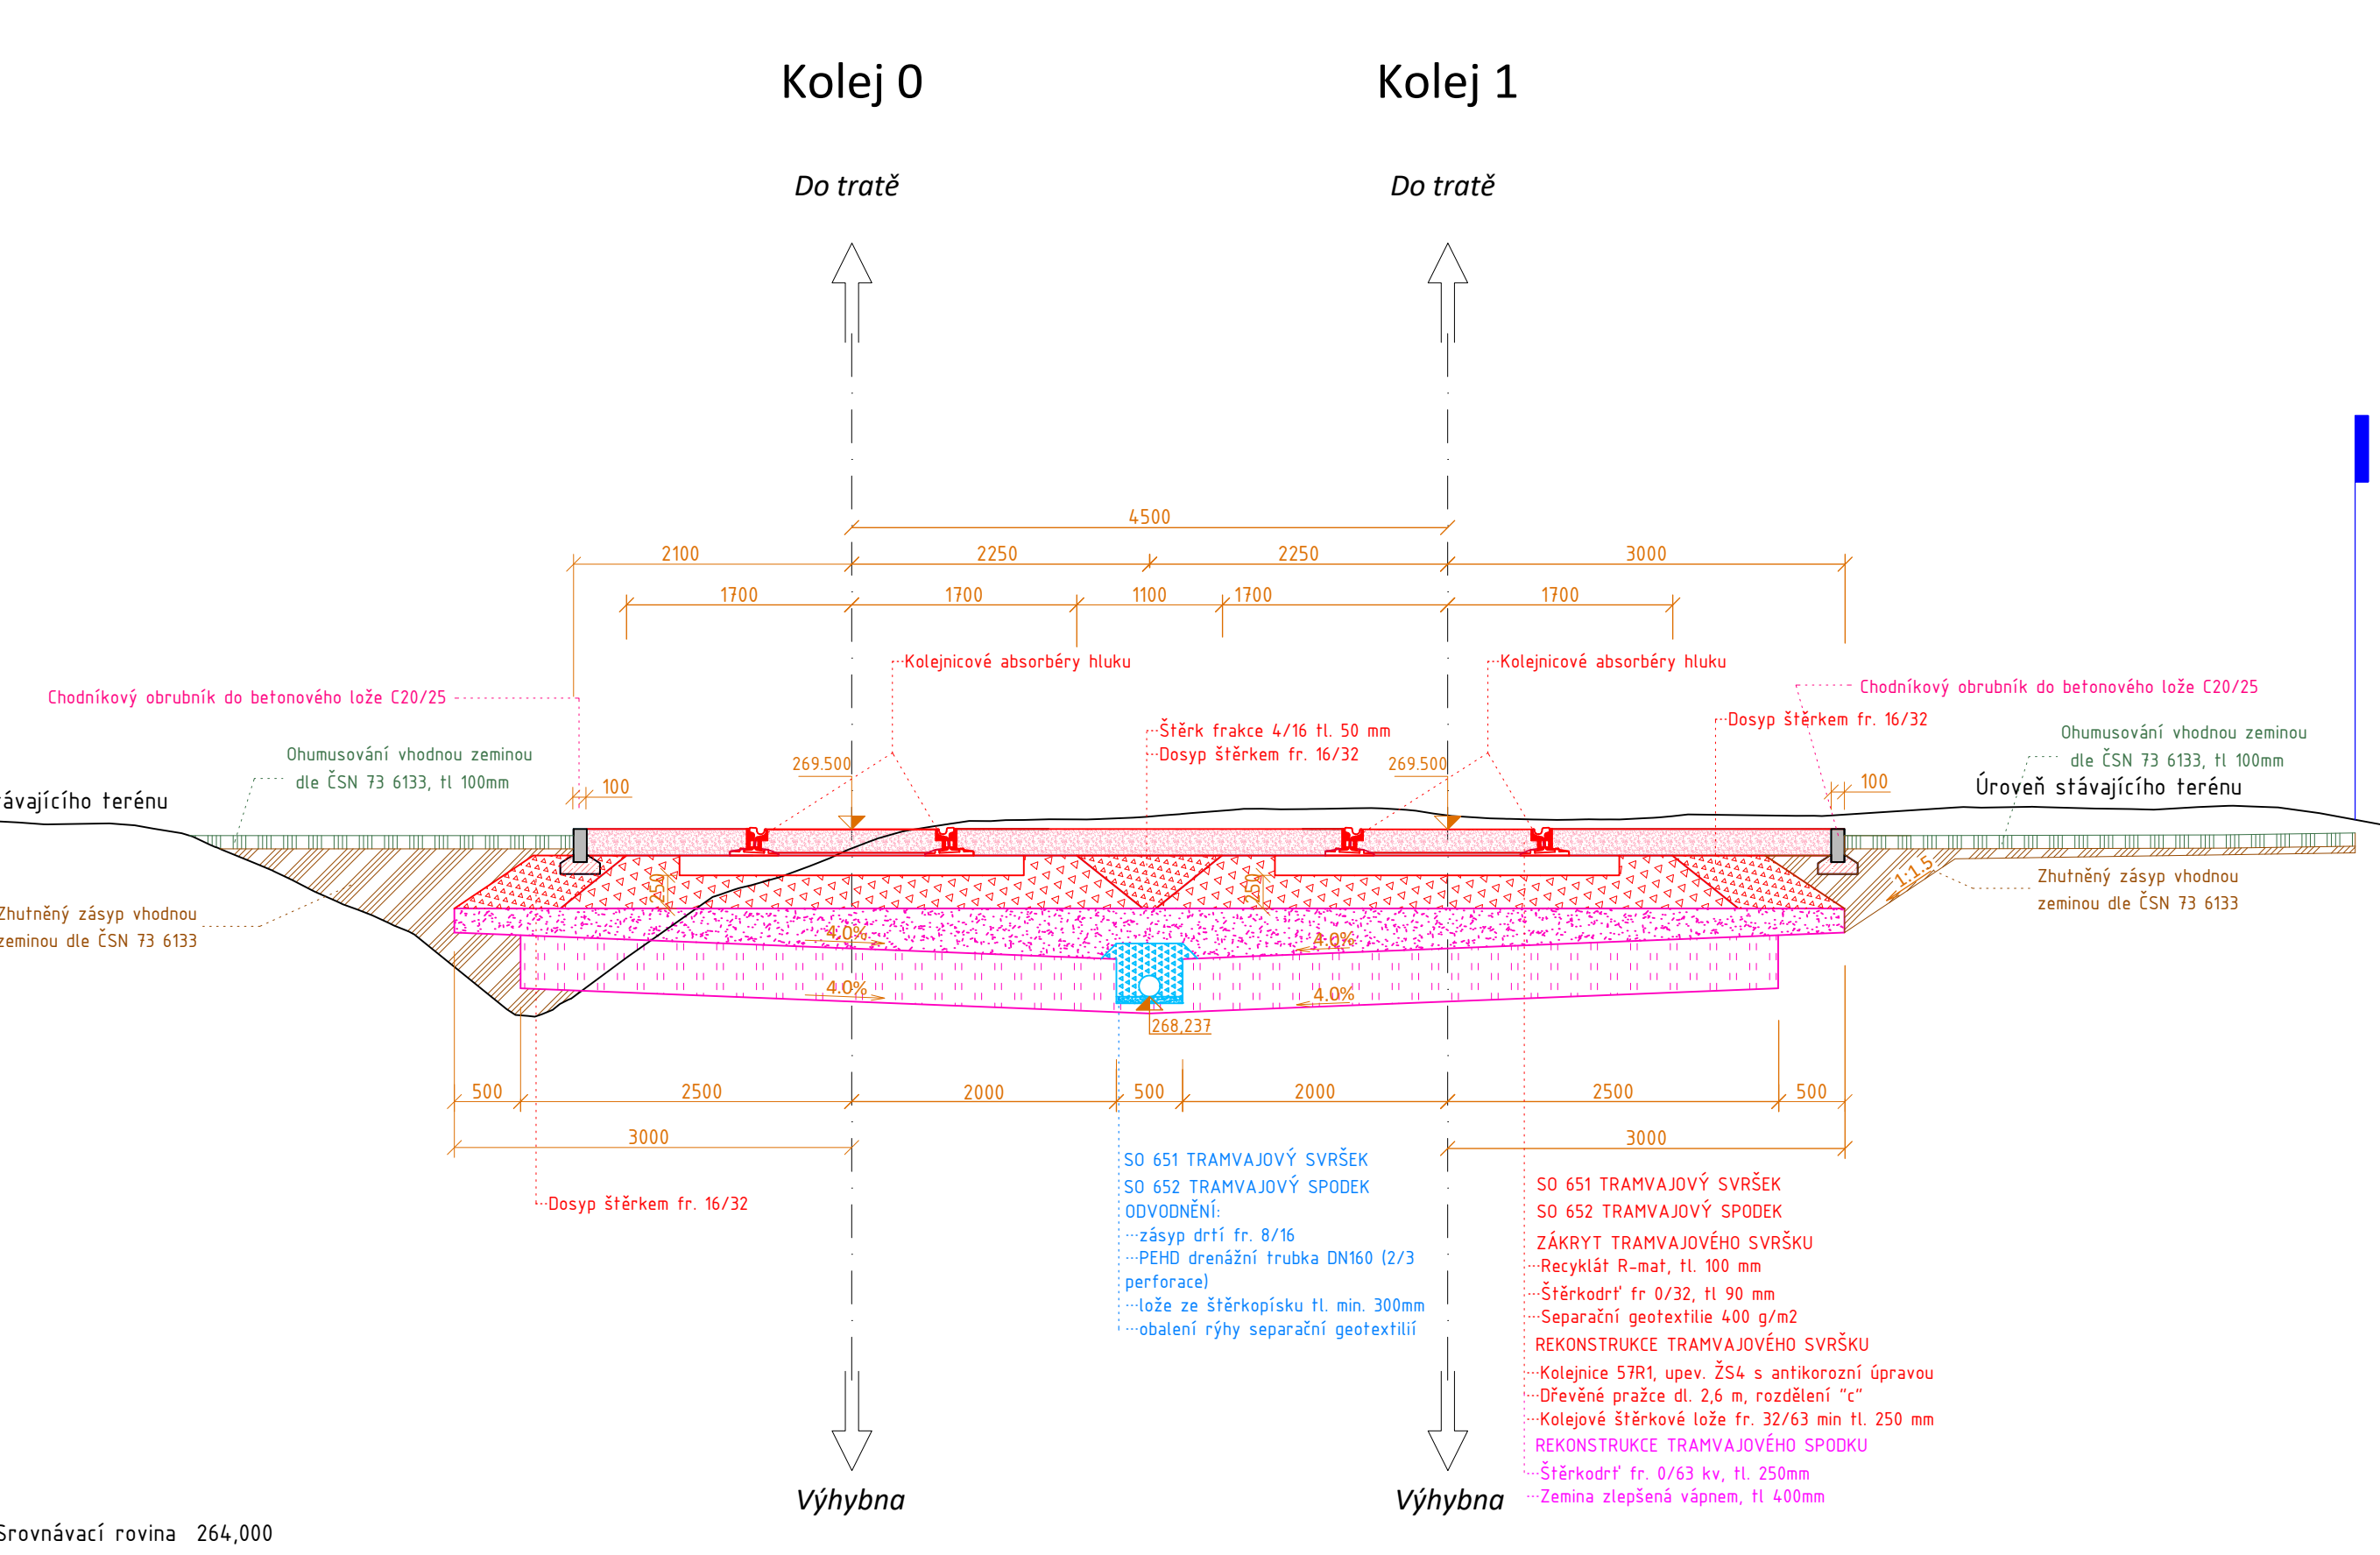 Kolej 0
Kolej 1
Do tratě
Do tratě
4500
2100
2250
2250
3000
1700
1700
1100
1700
1700
Kolejnicové absorbéry hluku
Kolejnicové absorbéry hluku
Chodníkový obrubník do betonového lože C20/25
Chodníkový obrubník do betonového lože C20/25
Dosyp štěrkem fr. 16/32
Štěrk frakce 4/16 tl. 50 mm
Dosyp štěrkem fr. 16/32
Ohumusování vhodnou zeminou
dle ČSN 73 6133, tl 100mm
Ohumusování vhodnou zeminou
dle ČSN 73 6133, tl 100mm
269.500
269.500
100
100
távajícího terénu
Úroveň stávajícího terénu
250
250
1:1.5
Zhutněný zásyp vhodnou
zeminou dle ČSN 73 6133
Zhutněný zásyp vhodnou
zeminou dle ČSN 73 6133
4.0%
4.0%
4.0%
4.0%
268,237
500
2500
2000
500
2000
2500
500
3000
3000
Dosyp štěrkem fr. 16/32
SO 651 TRAMVAJOVÝ SVRŠEK
SO 652 TRAMVAJOVÝ SPODEK
ODVODNĚNÍ:
zásyp drtí fr. 8/16
PEHD drenážní trubka DN160 (2/3
perforace)
lože ze štěrkopísku tl. min. 300mm
obalení rýhy separační geotextilií
SO 651 TRAMVAJOVÝ SVRŠEK
SO 652 TRAMVAJOVÝ SPODEK
ZÁKRYT TRAMVAJOVÉHO SVRŠKU
Recyklát R-mat, tl. 100 mm
Štěrkodrť fr 0/32, tl 90 mm
Separační geotextilie 400 g/m2
REKONSTRUKCE TRAMVAJOVÉHO SVRŠKU
Kolejnice 57R1, upev. ŽS4 s antikorozní úpravou
Dřevěné pražce dl. 2,6 m, rozdělení "c"
Kolejové štěrkové lože fr. 32/63 min tl. 250 mm
REKONSTRUKCE TRAMVAJOVÉHO SPODKU
Štěrkodrť fr. 0/63 kv, tl. 250mm
Zemina zlepšená vápnem, tl 400mm
Výhybna
Výhybna
Srovnávací rovina 264,000